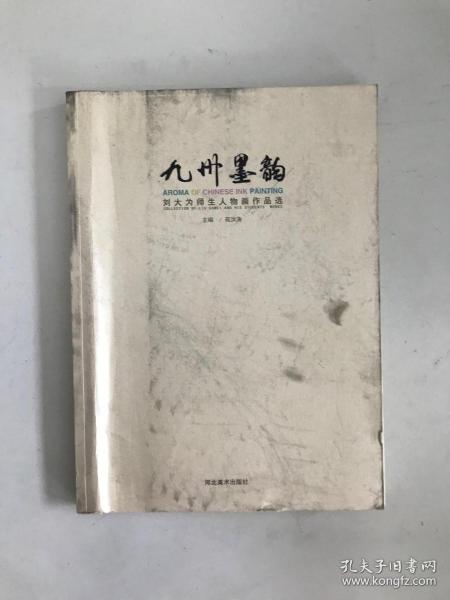 九州墨韵
AROMA OF CHINESE INK PAINTING
刘大为师生人物画作品选
COLLECTION OF LIU DAWEI AND HIS STUDENTS' WORKS
主编 /
河北美术出版社
孔夫子旧书网
www.kongfz.com